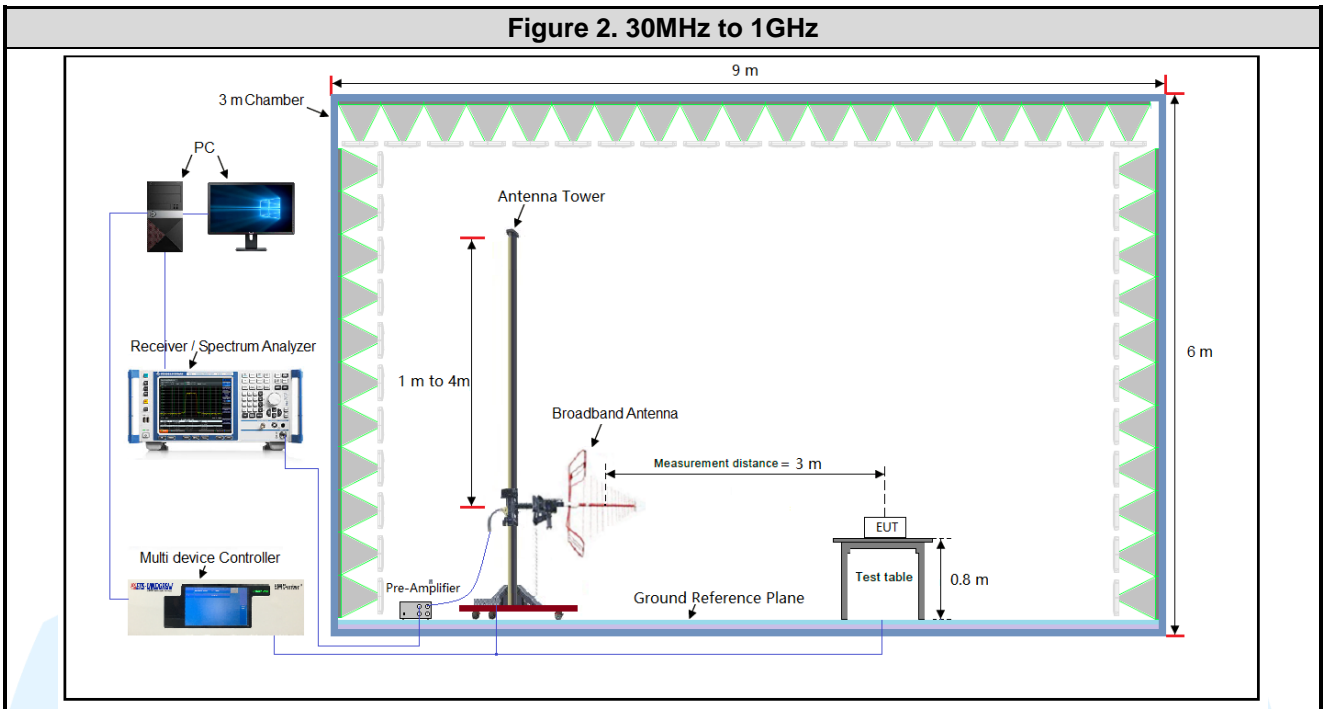 Figure 2. 30MHz to 1GHz
9 m
3 m Chamber
PC
Antenna Tower
Receiver / Spectrum Analyzer
1 m to 4m
6 m
Broadband Antenna
Measurement distance = 3 m
EUT
Multi device Controller
Pre-Amplifier
Test table
0.8 m
Ground Reference Plane